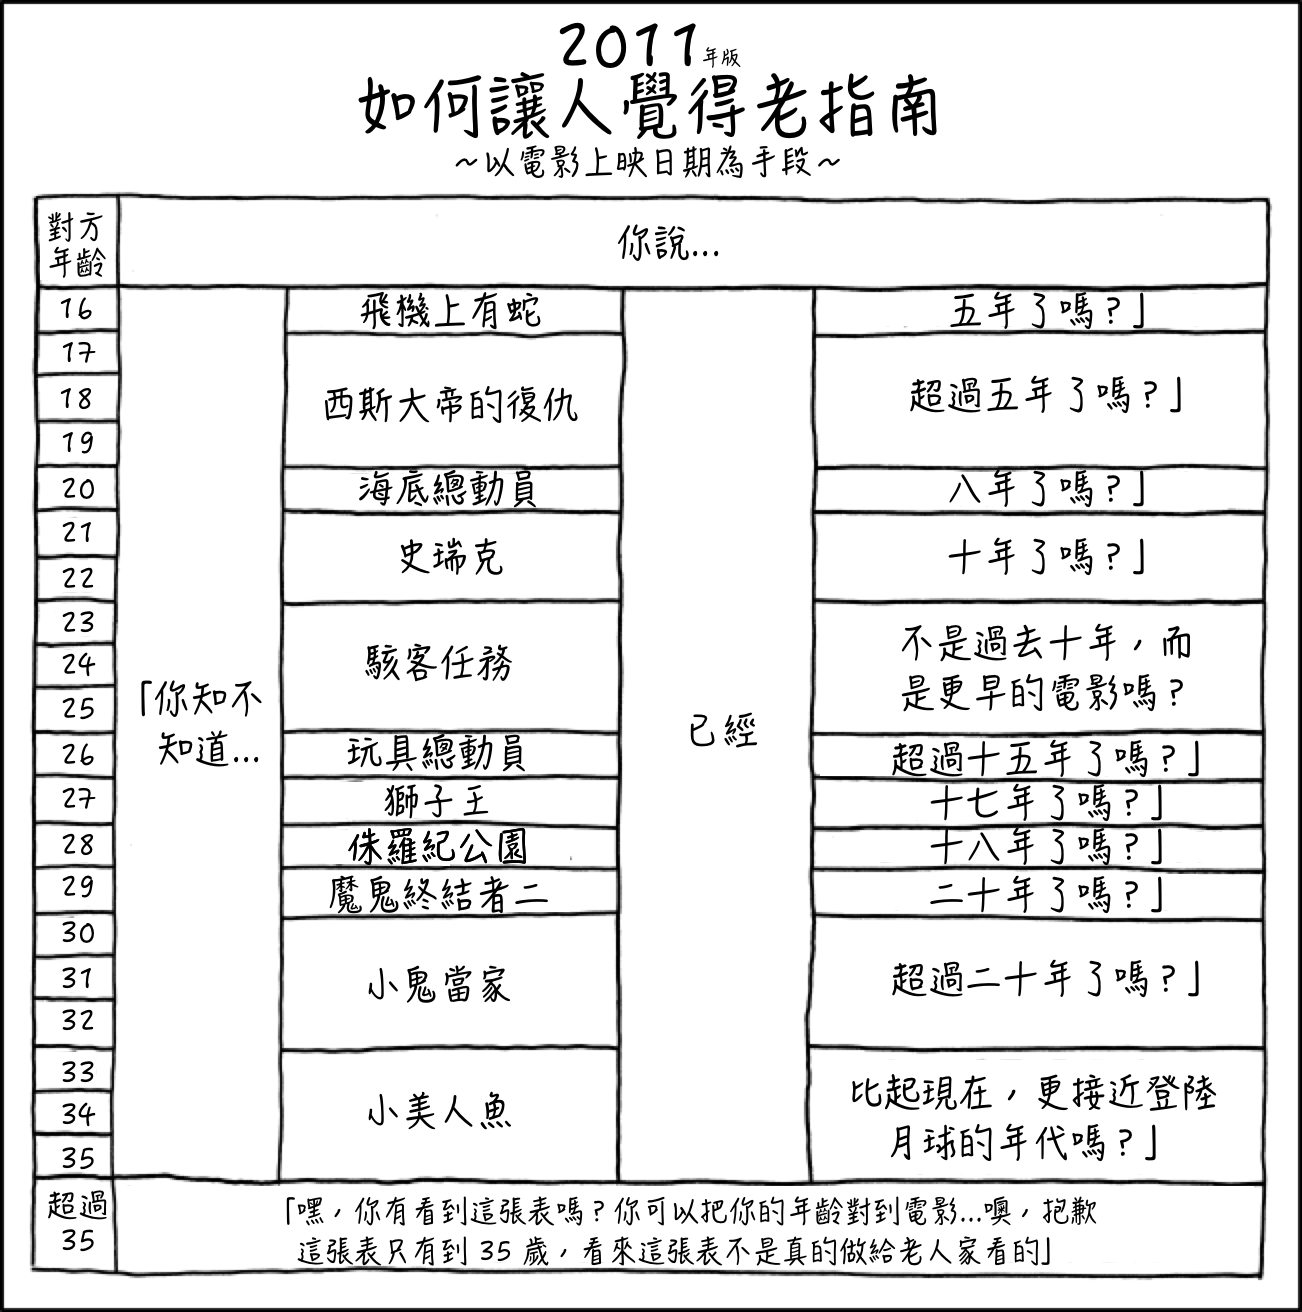 2011年版
如何讓人覺得老指南
~以電影上映日期為手段~
對方
年齡
你說...
16
飛機上有蛇
五年了嗎?」
17
18
西斯大帝的復仇
超過五年了嗎?」
19
20
海底總動員
八年了嗎?」
21
史瑞克
十年了嗎?」
22
23
24
駭客任務
不是過去十年,而
是更早的電影嗎?
25
「你知不
知道...
已經
26
玩具總動員
超過十五年了嗎?」
27
獅子王
十七年了嗎?」
28
侏羅紀公園
十八年了嗎?」
29
魔鬼終結者二
二十年了嗎?」
30
31
小鬼當家
超過二十年了嗎?」
32
33
34
小美人魚
比起現在,更接近登陸
月球的年代嗎?」
35
超過
35
「嘿,你有看到這張表嗎?你可以把你的年齡對到電影...噢,抱歉
這張表只有到 35 歲,看來這張表不是真的做給老人家看的」